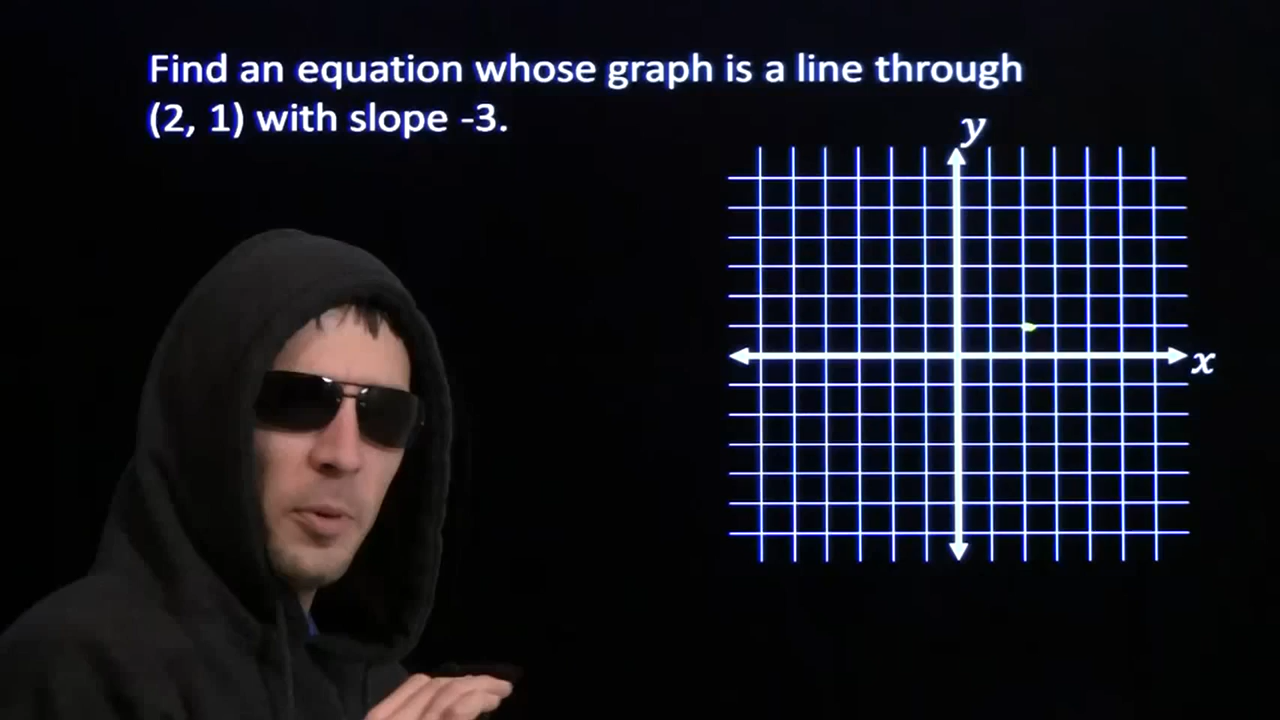 Find an equation whose graph is a line through
(2, 1) with slope -3.
y
x